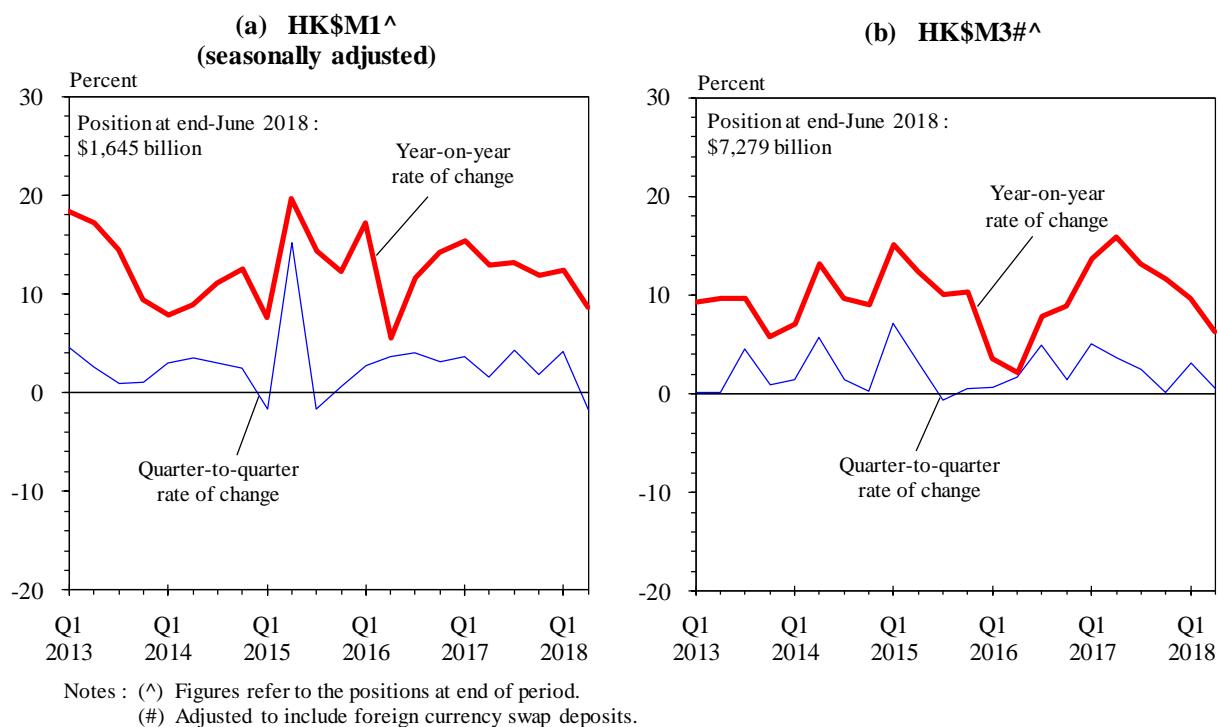 (a) HK$M1^
(seasonally adjusted)
Percent
30
20
10
0
-10
-20
Position at end-June 2018 :
$1,645 billion
Year-on-year
rate of change
Quarter-to-quarter
rate of change
Q1 Q1 Q1 Q1 Q1 Q1
2013 2014 2015 2016 2017 2018
(b) HK$M3#^
Percent
30
20
10
0
-10
-20
Position at end-June 2018 :
$7,279 billion
Year-on-year
rate of change
Quarter-to-quarter
rate of change
Q1 Q1 Q1 Q1 Q1 Q1
2013 2014 2015 2016 2017 2018
Notes : (^) Figures refer to the positions at end of period.
(#) Adjusted to include foreign currency swap deposits.